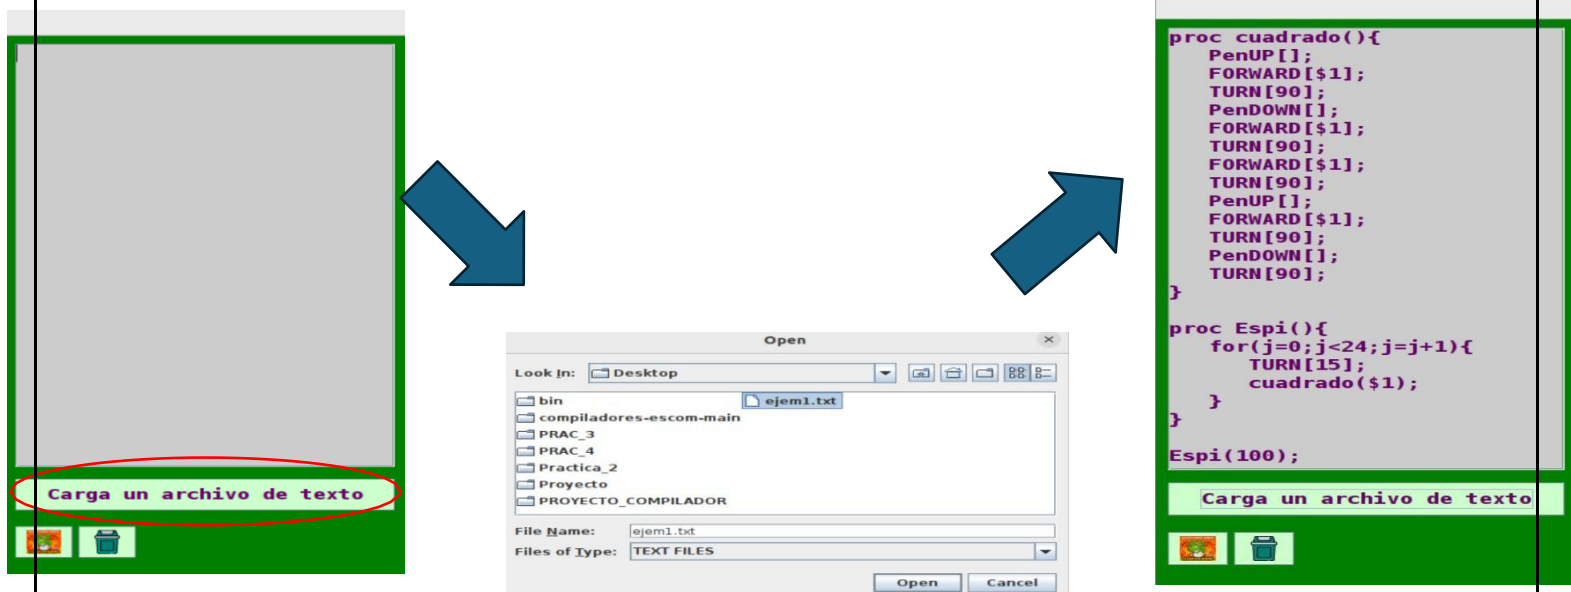 Carga un archivo de texto
Open
Look In:
Desktop
bin
compiladores-escom-main
PRAC_3
PRAC_4
Practica_2
Proyecto
PROYECTO_COMPILADOR
ejem1.txt
File Name:
ejem1.txt
Files of Type:
TEXT FILES
Open
Cancel
proc cuadrado(){
PenUP[];
FORWARD[$1];
TURN[90];
PenDOWN[];
FORWARD[$1];
TURN[90];
FORWARD[$1];
TURN[90];
PenUP[];
FORWARD[$1];
TURN[90];
PenDOWN[];
TURN[90];
}
proc Espi(){
for(j=0;j<24;j=j+1){
TURN[15];
cuadrado($1);
}
}
Espi(100);
Carga un archivo de texto